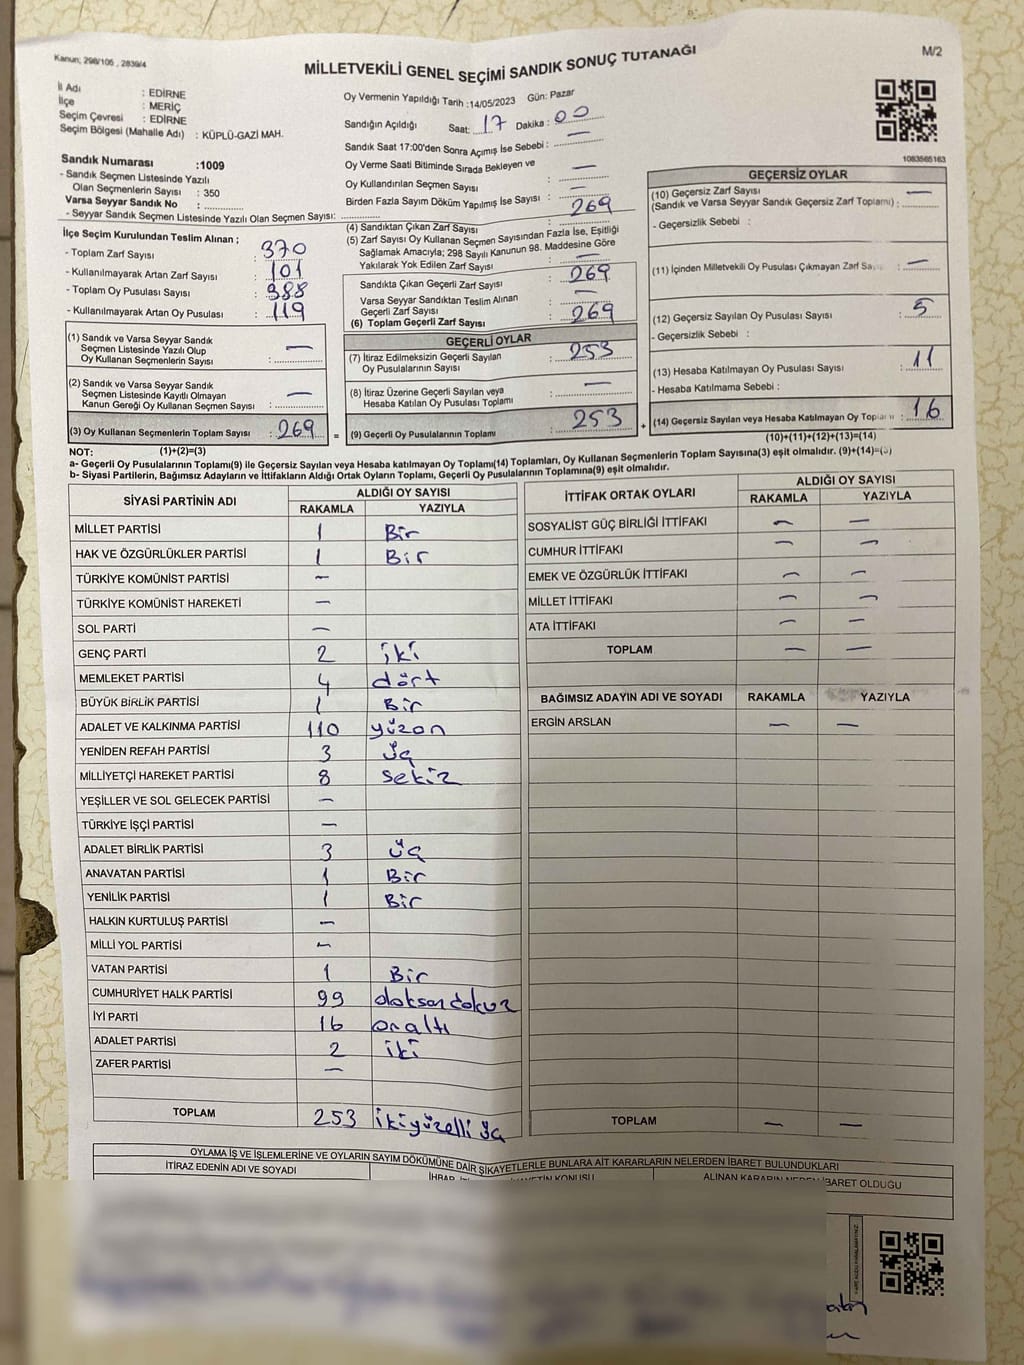 Kanun; 298/105 , 2839/4
MİLLETVEKİLİ GENEL SEÇİMİ SANDIK SONUÇ TUTANAĞI
M/2
İl Adı : EDİRNE
İlçe : MERİÇ
Seçim Çevresi : EDİRNE
Seçim Bölgesi (Mahalle Adı) : KÜPLÜ-GAZİ MAH.
Sandık Numarası :1009
- Sandık Seçmen Listesinde Yazılı
Olan Seçmenlerin Sayısı : 350
Varsa Seyyar Sandık No :
- Seyyar Sandık Seçmen Listesinde Yazılı Olan Seçmen Sayısı:
İlçe Seçim Kurulundan Teslim Alınan ;
- Toplam Zarf Sayısı : 370
- Kullanılmayarak Artan Zarf Sayısı : 101
- Toplam Oy Pusulası Sayısı : 388
- Kullanılmayarak Artan Oy Pusulası : 119
(1) Sandık ve Varsa Seyyar Sandık
Seçmen Listesinde Yazılı Olup
Oy Kullanan Seçmenlerin Sayısı : —
(2) Sandık ve Varsa Seyyar Sandık
Seçmen Listesinde Kayıtlı Olmayan
Kanun Gereği Oy Kullanan Seçmen Sayısı : —
(3) Oy Kullanan Seçmenlerin Toplam Sayısı : 269
Oy Vermenin Yapıldığı Tarih :14/05/2023 Gün: Pazar
Sandığın Açıldığı Saat: 17 Dakika : 00
Sandık Saat 17:00'den Sonra Açımış İse Sebebi : —
Oy Verme Saati Bitiminde Sırada Bekleyen ve
Oy Kullandırılan Seçmen Sayısı : —
Birden Fazla Sayım Döküm Yapılmış İse Sayısı : —
(4) Sandıktan Çıkan Zarf Sayısı : 269
(5) Zarf Sayısı Oy Kullanan Seçmen Sayısından Fazla İse, Eşitliği
Sağlamak Amacıyla; 298 Sayılı Kanunun 98. Maddesine Göre
Yakılarak Yok Edilen Zarf Sayısı : —
Sandıkta Çıkan Geçerli Zarf Sayısı : 269
Varsa Seyyar Sandıktan Teslim Alınan
Geçerli Zarf Sayısı : —
(6) Toplam Geçerli Zarf Sayısı : 269
GEÇERLİ OYLAR
(7) İtiraz Edilmeksizin Geçerli Sayılan
Oy Pusulalarının Sayısı : 253
(8) İtiraz Üzerine Geçerli Sayılan veya
Hesaba Katılan Oy Pusulası Toplamı : —
= (9) Geçerli Oy Pusulalarının Toplamı : 253
1083565163
GEÇERSİZ OYLAR
(10) Geçersiz Zarf Sayısı
(Sandık ve Varsa Seyyar Sandık Geçersiz Zarf Toplamı) : —
- Geçersizlik Sebebi :
(11) İçinden Milletvekili Oy Pusulası Çıkmayan Zarf : —
(12) Geçersiz Sayılan Oy Pusulası Sayısı : 5
- Geçersizlik Sebebi :
(13) Hesaba Katılmayan Oy Pusulası Sayısı : 11
- Hesaba Katılmama Sebebi :
+ (14) Geçersiz Sayılan veya Hesaba Katılmayan Oy : 16
(10)+(11)+(12)+(13)=(14)
NOT: (1)+(2)=(3)
a- Geçerli Oy Pusulalarının Toplamı(9) ile Geçersiz Sayılan veya Hesaba katılmayan Oy Toplamı(14) Toplamları, Oy Kullanan Seçmenlerin Toplam Sayısına(3) eşit olmalıdır. (9)+(14)=(3)
b- Siyasi Partilerin, Bağımsız Adayların ve İttifakların Aldığı Ortak Oyların Toplamı, Geçerli Oy Pusulalarının Toplamına(9) eşit olmalıdır.
SİYASİ PARTİNİN ADI ALDIĞI OY SAYISI
RAKAMLA YAZIYLA
MİLLET PARTİSİ 1 Bir
HAK VE ÖZGÜRLÜKLER PARTİSİ 1 Bir
TÜRKİYE KOMÜNİST PARTİSİ —
TÜRKİYE KOMÜNİST HAREKETİ —
SOL PARTİ —
GENÇ PARTİ 2 iki
MEMLEKET PARTİSİ 4 dört
BÜYÜK BİRLİK PARTİSİ 1 Bir
ADALET VE KALKINMA PARTİSİ 110 yüzon
YENİDEN REFAH PARTİSİ 3 üç
MİLLİYETÇİ HAREKET PARTİSİ 8 sekiz
YEŞİLLER VE SOL GELECEK PARTİSİ —
TÜRKİYE İŞÇİ PARTİSİ —
ADALET BİRLİK PARTİSİ 3 üç
ANAVATAN PARTİSİ 1 Bir
YENİLİK PARTİSİ 1 Bir
HALKIN KURTULUŞ PARTİSİ —
MİLLİ YOL PARTİSİ —
VATAN PARTİSİ 1 Bir
CUMHURİYET HALK PARTİSİ 99 doksandokuz
İYİ PARTİ 16 onaltı
ADALET PARTİSİ 2 iki
ZAFER PARTİSİ —
TOPLAM 253 ikiyüzelli üç
İTTİFAK ORTAK OYLARI ALDIĞI OY SAYISI
RAKAMLA YAZIYLA
SOSYALİST GÜÇ BİRLİĞİ İTTİFAKI — —
CUMHUR İTTİFAKI — —
EMEK VE ÖZGÜRLÜK İTTİFAKI — —
MİLLET İTTİFAKI — —
ATA İTTİFAKI — —
TOPLAM — —
BAĞIMSIZ ADAYIN ADI VE SOYADI RAKAMLA YAZIYLA
ERGİN ARSLAN — —
TOPLAM — —
OYLAMA İŞ VE İŞLEMLERİNE VE OYLARIN SAYIM DÖKÜMÜNE DAİR ŞİKAYETLERLE BUNLARA AİT KARARLARIN NELERDEN İBARET BULUNDUKLARI
İTİRAZ EDENİN ADI VE SOYADI
ALINAN KARARIN NEDEN İBARET OLDUĞU